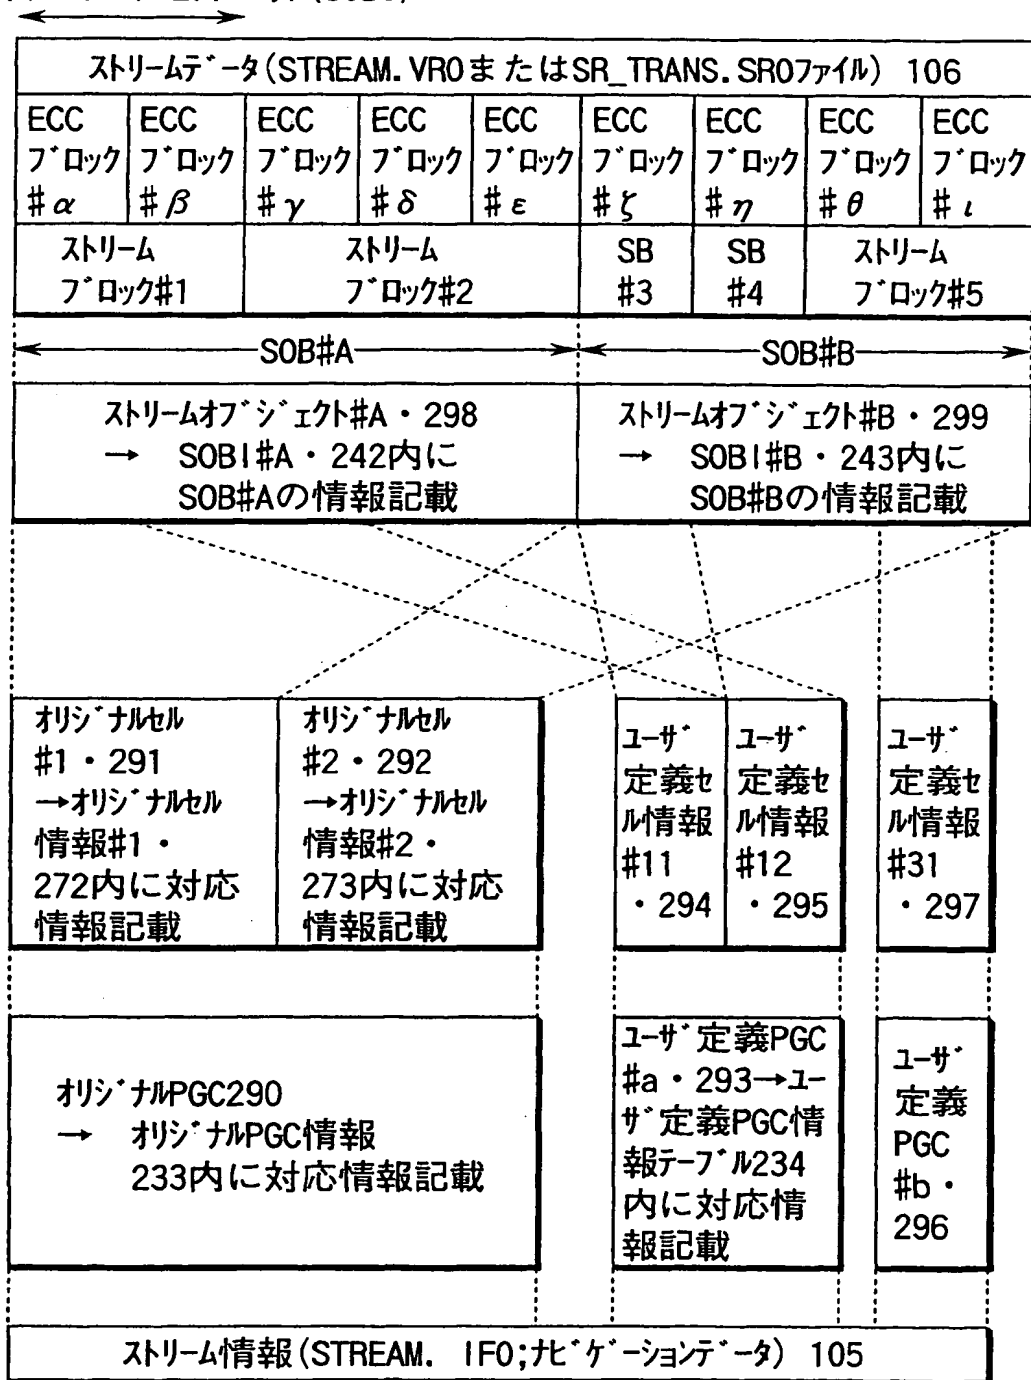 ストリームデータ(STREAM.VROまたはSR_TRANS.SROファイル) 106
ECC ブロック #α
ECC ブロック #β
ECC ブロック #γ
ECC ブロック #δ
ECC ブロック #ε
ECC ブロック #ζ
ECC ブロック #η
ECC ブロック #θ
ECC ブロック #ι
ストリーム
ブロック#1
ストリーム
ブロック#2
SB
#3
SB
#4
ストリーム
ブロック#5
SOB#A
SOB#B
ストリームオブジェクト#A・298
→ SOBI#A・242内に
SOB#Aの情報記載
ストリームオブジェクト#B・299
→ SOBI#B・243内に
SOB#Bの情報記載
オリジナルセル
#1・291
→オリジナルセル
情報#1・
272内に対応
情報記載
オリジナルセル
#2・292
→オリジナルセル
情報#2・
273内に対応
情報記載
ユーザ
定義セ
ル情報
#11
・294
ユーザ
定義セ
ル情報
#12
・295
ユーザ
定義セ
ル情報
#31
・297
オリジナルPGC290
→ オリジナルPGC情報
233内に対応情報記載
ユーザ定義PGC
#a・293→ユー
ザ定義PGC情
報テーブル234
内に対応情
報記載
ユーザ
定義
PGC
#b・
296
ストリーム情報(STREAM. IFO;ナビゲーションデータ) 105